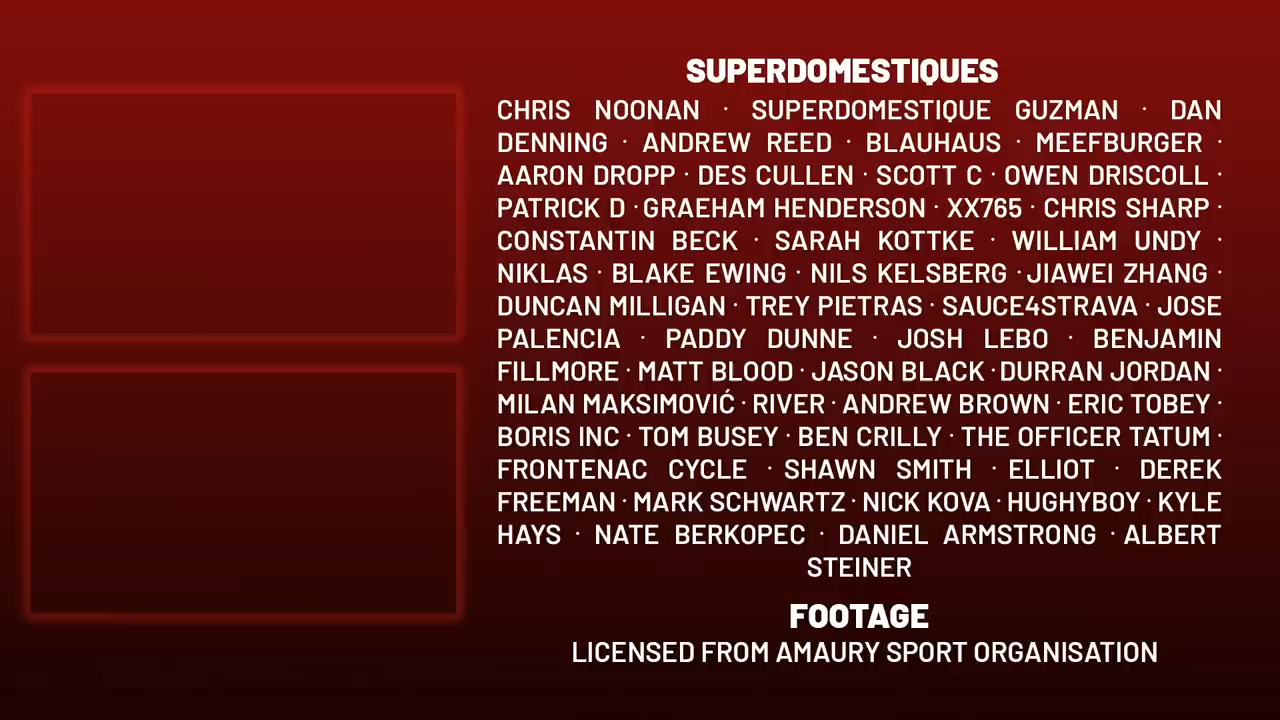 SUPERDOMESTIQUES
CHRIS NOONAN · SUPERDOMESTIQUE GUZMAN · DAN
DENNING · ANDREW REED · BLAUHAUS · MEEFBURGER ·
AARON DROPP · DES CULLEN · SCOTT C · OWEN DRISCOLL ·
PATRICK D · GRAEHAM HENDERSON · XX765 · CHRIS SHARP ·
CONSTANTIN BECK · SARAH KOTTKE · WILLIAM UNDY ·
NIKLAS · BLAKE EWING · NILS KELSBERG · JIAWEI ZHANG ·
DUNCAN MILLIGAN · TREY PIETRAS · SAUCE4STRAVA · JOSE
PALENCIA · PADDY DUNNE · JOSH LEBO · BENJAMIN
FILLMORE · MATT BLOOD · JASON BLACK · DURRAN JORDAN ·
MILAN MAKSIMOVIĆ · RIVER · ANDREW BROWN · ERIC TOBEY ·
BORIS INC · TOM BUSEY · BEN CRILLY · THE OFFICER TATUM ·
FRONTENAC CYCLE · SHAWN SMITH · ELLIOT · DEREK
FREEMAN · MARK SCHWARTZ · NICK KOVA · HUGHYBOY · KYLE
HAYS · NATE BERKOPEC · DANIEL ARMSTRONG · ALBERT
STEINER
FOOTAGE
LICENSED FROM AMAURY SPORT ORGANISATION